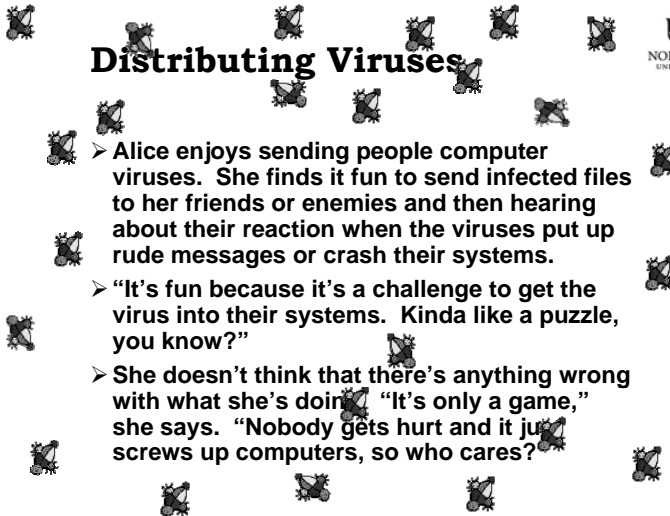 Distributing Viruses
➢ Alice enjoys sending people computer
viruses. She finds it fun to send infected files
to her friends or enemies and then hearing
about their reaction when the viruses put up
rude messages or crash their systems.
➢ “It’s fun because it’s a challenge to get the
virus into their systems. Kinda like a puzzle,
you know?”
➢ She doesn’t think that there’s anything wrong
with what she’s “It’s only a game,”
she says. “Nobody gets hurt and it
screws up computers, so who cares?